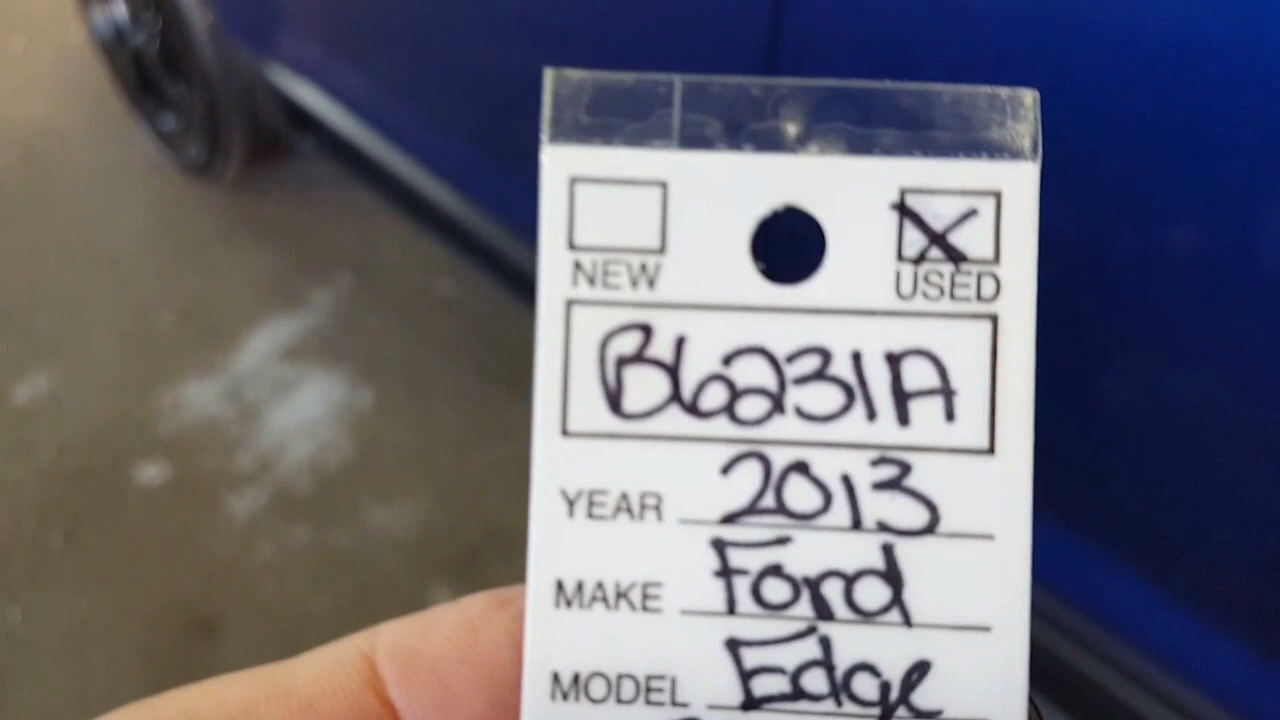 NEW USED
B6231A
YEAR 2013
MAKE Ford
MODEL Edge